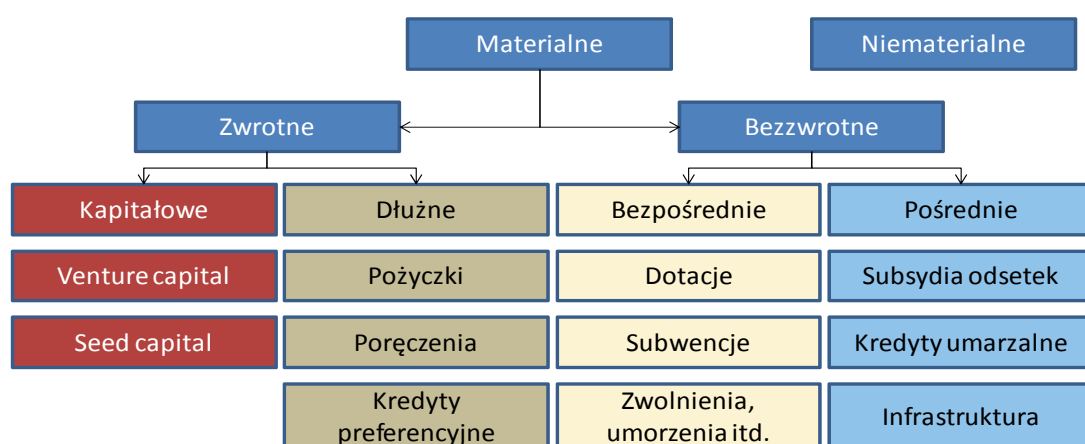 Materialne
Niematerialne
Zwrotne
Bezzwrotne
Kapitałowe
Dłużne
Bezpośrednie
Pośrednie
Venture capital
Pożyczki
Dotacje
Subsydia odsetek
Seed capital
Poręczenia
Subwencje
Kredyty umarzalne
Kredyty
preferencyjne
Zwolnienia,
umorzenia itd.
Infrastruktura